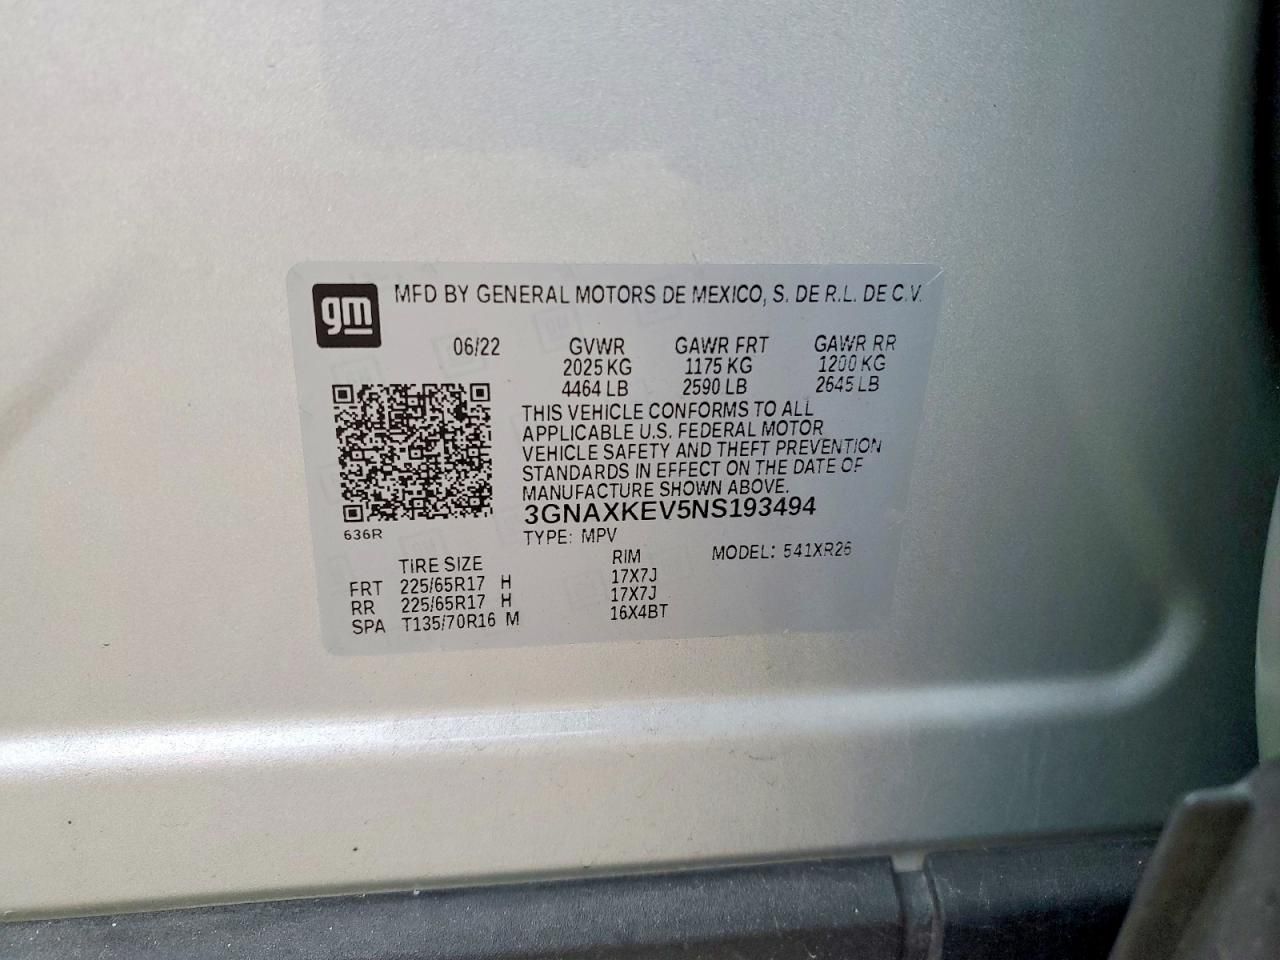 gm
MFD BY GENERAL MOTORS DE MEXICO, S. DE R.L. DE C.V.
06/22 GVWR GAWR FRT GAWR RR
2025 KG 1175 KG 1200 KG
4464 LB 2590 LB 2645 LB
THIS VEHICLE CONFORMS TO ALL
APPLICABLE U.S. FEDERAL MOTOR
VEHICLE SAFETY AND THEFT PREVENTION
STANDARDS IN EFFECT ON THE DATE OF
MANUFACTURE SHOWN ABOVE.
3GNAXKEV5NS193494
636R
TYPE: MPV
MODEL: 541XR26
TIRE SIZE RIM
FRT 225/65R17 H 17X7J
RR 225/65R17 H 17X7J
SPA T135/70R16 M 16X4BT